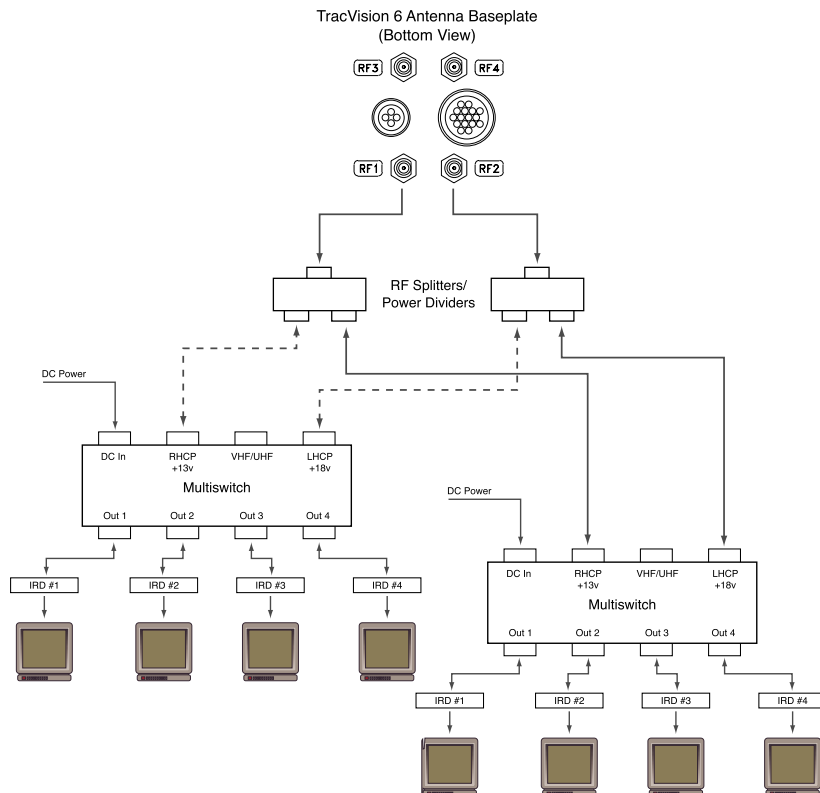 TracVision 6 Antenna Baseplate
(Bottom View)
RF3
RF4
RF1
RF2
RF Splitters/
Power Dividers
DC Power
DC In
RHCP
+13v
VHF/UHF
LHCP
+18v
Multiswitch
Out 1
Out 2
Out 3
Out 4
IRD #1
IRD #2
IRD #3
IRD #4
DC Power
DC In
RHCP
+13v
VHF/UHF
LHCP
+18v
Multiswitch
Out 1
Out 2
Out 3
Out 4
IRD #1
IRD #2
IRD #3
IRD #4